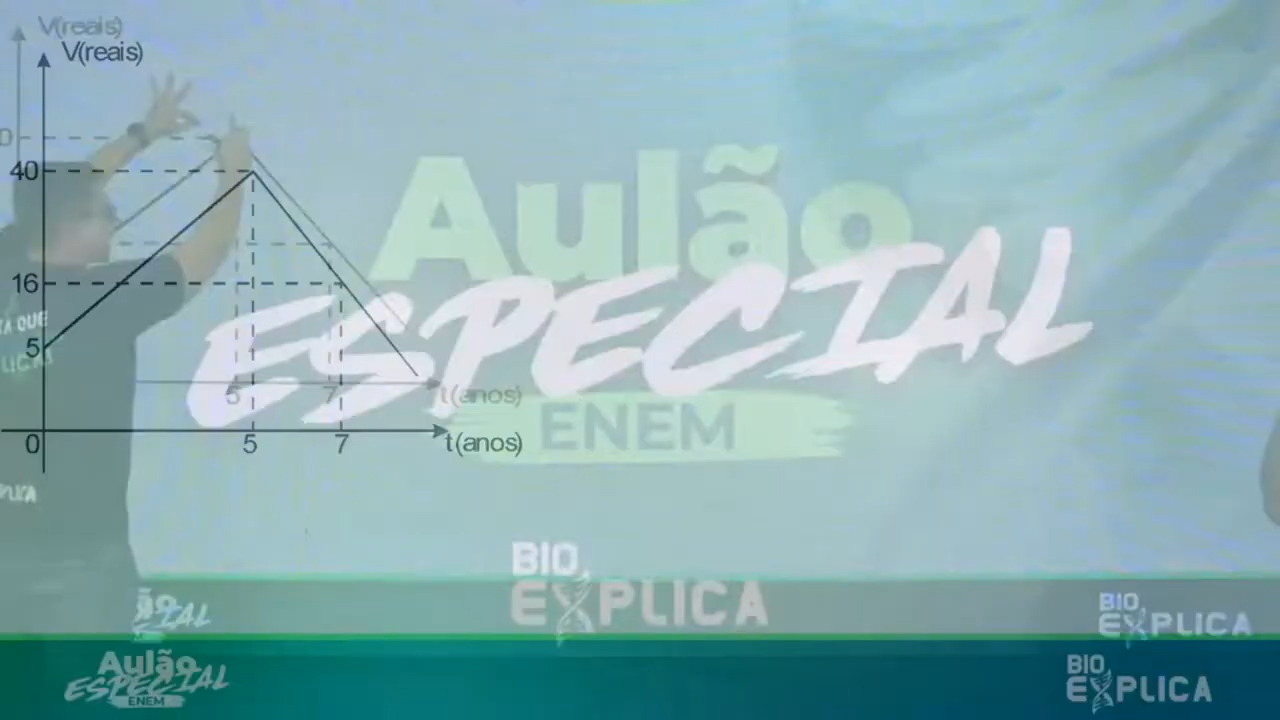 V(reais)
V(reais)
0
40
16
5
0
5
7
t(anos)
5
7
t(anos)
Aulão
ESPECIAL
ENEM
BIO
EXPLICA
BIO
EXPLICA
Aulão
ESPECIAL
ENEM
BIO
EXPLICA